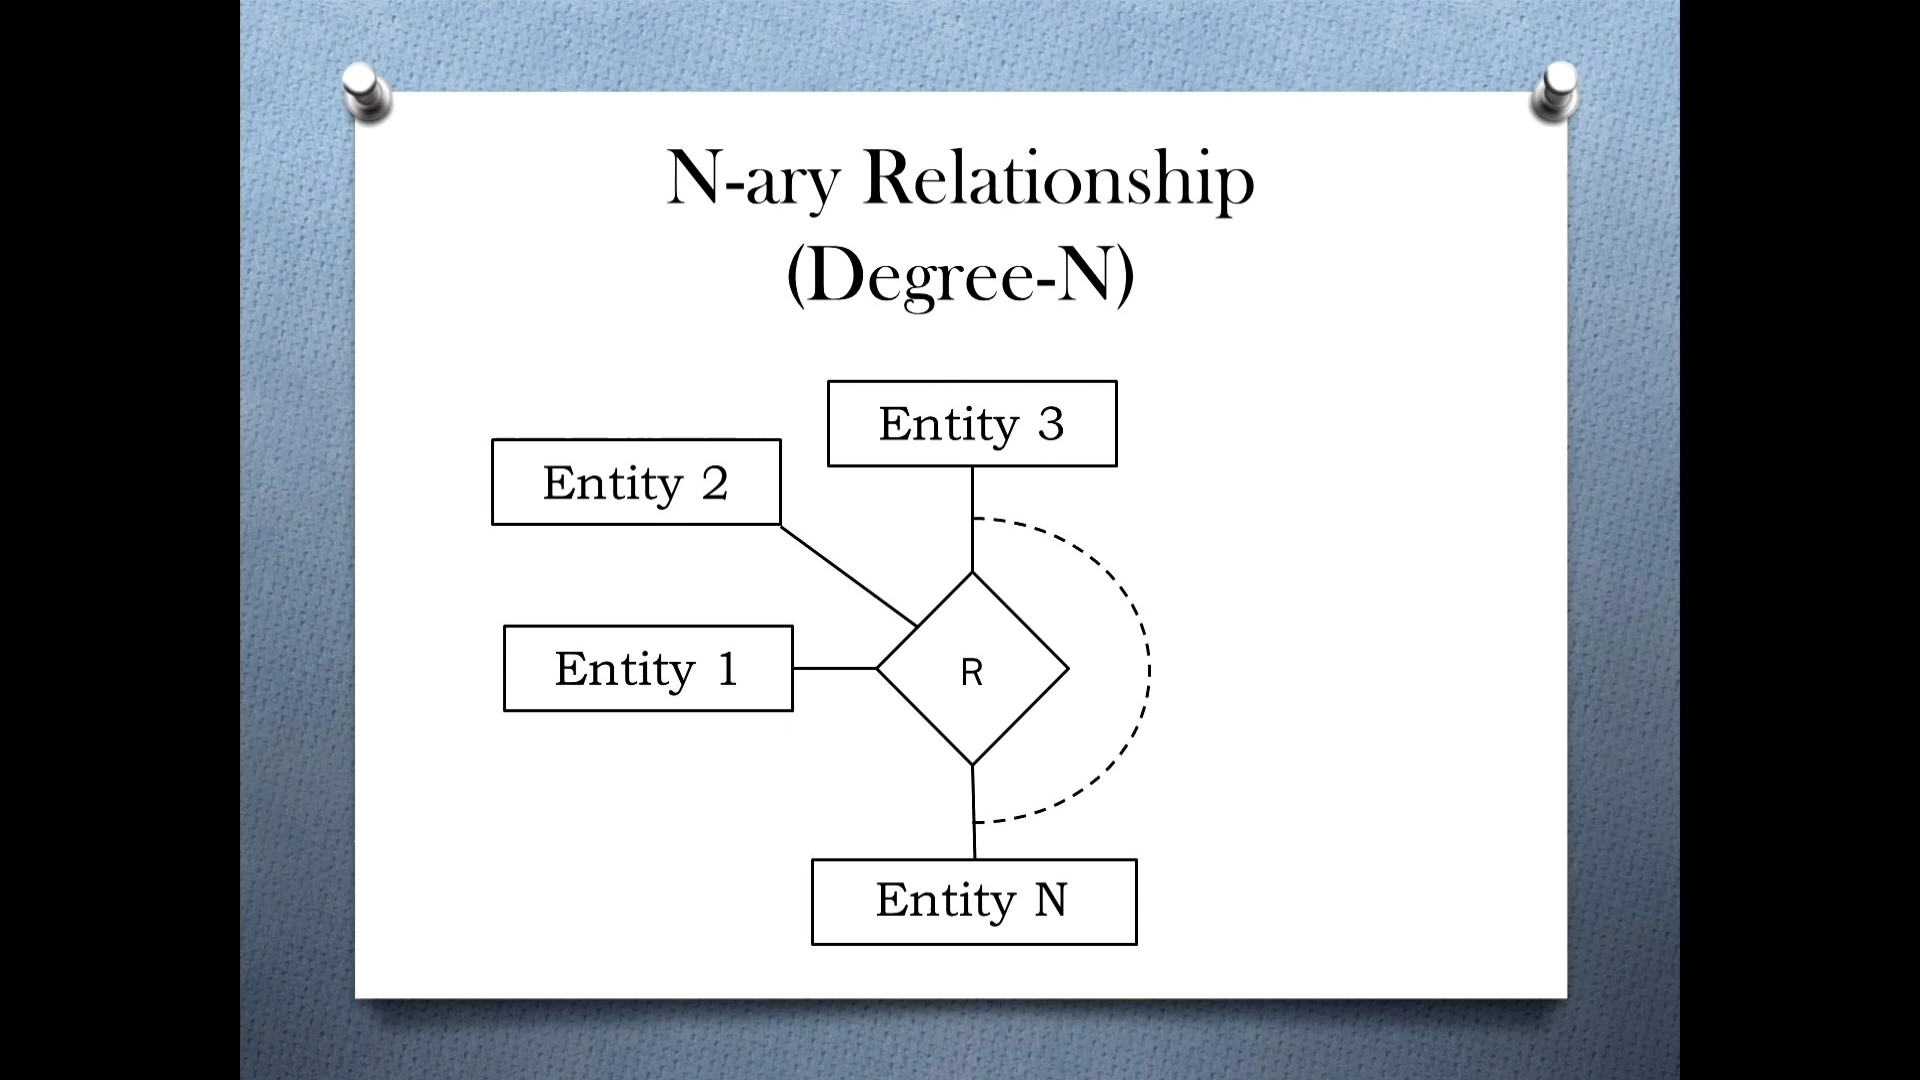 N-ary Relationship
(Degree-N)
Entity 3
Entity 2
Entity 1
R
Entity N